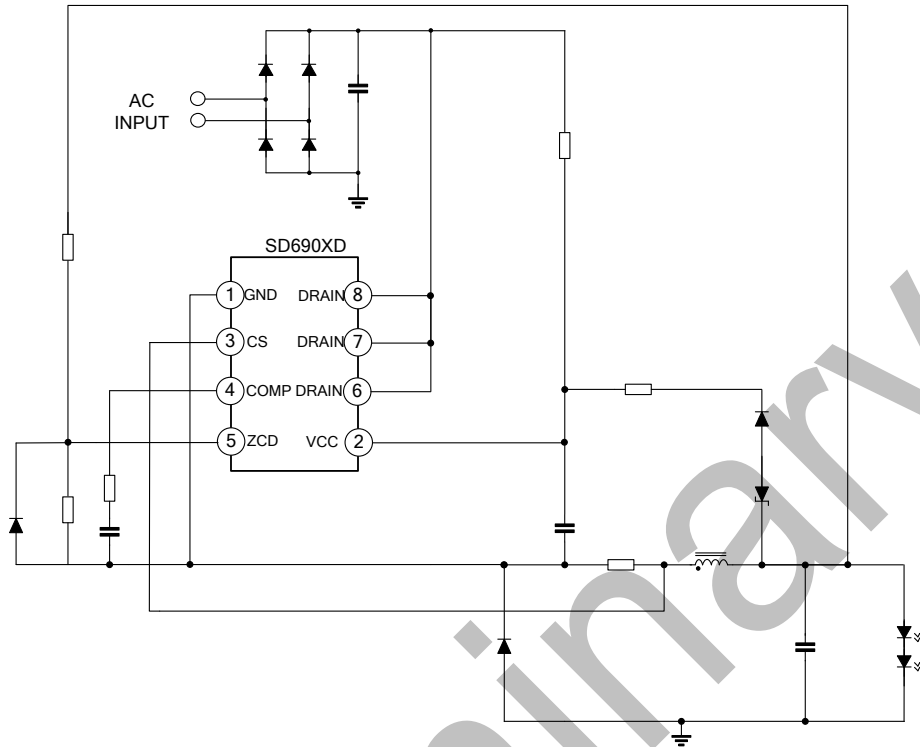 AC
INPUT
SD690XD
1 GND DRAIN 8
3 CS DRAIN 7
4 COMP DRAIN 6
5 ZCD VCC 2